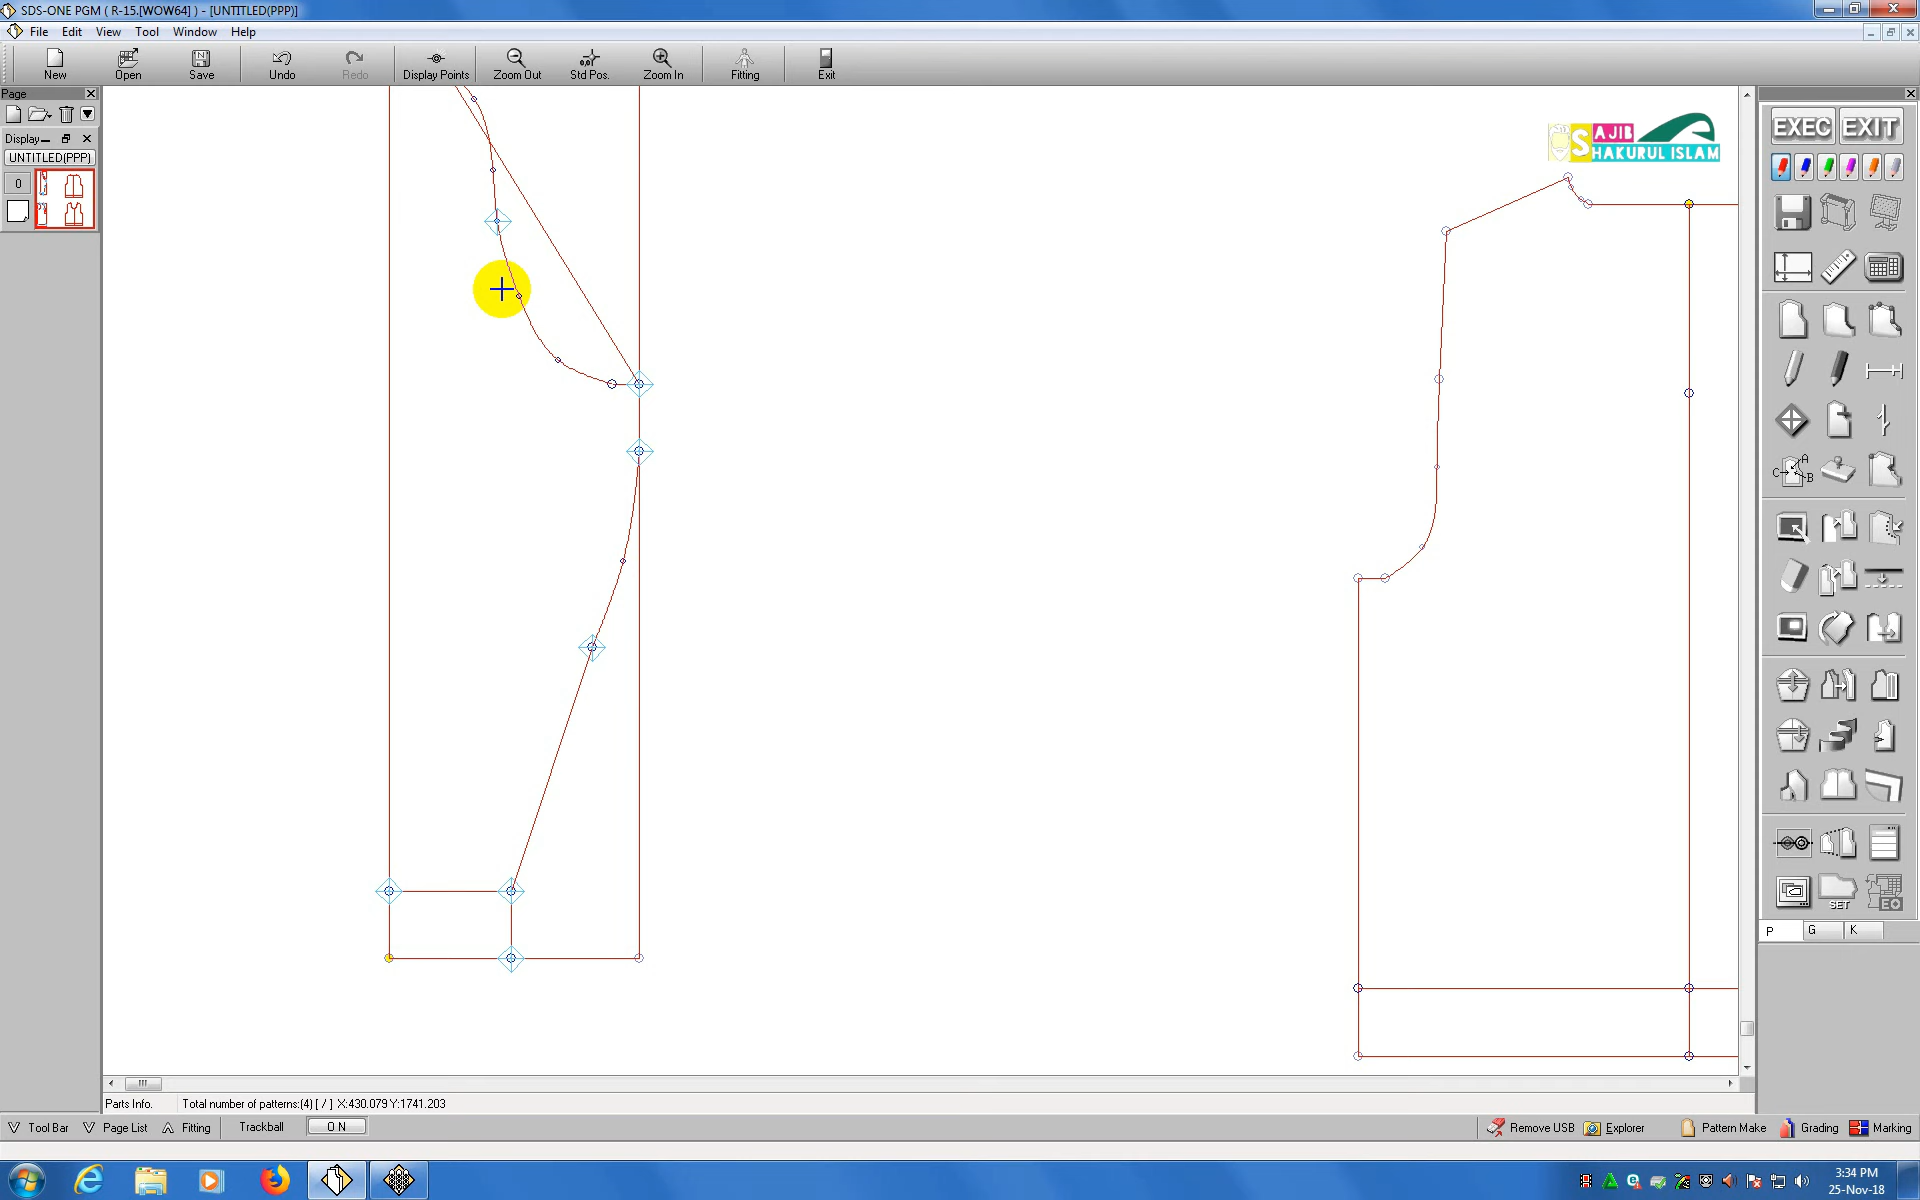 SDS-ONE PGM ( R-15.[WOW64] ) - [UNTITLED(PPP)]
File Edit View Tool Window Help
New Open Save Undo Redo Display Points Zoom Out Std Pos. Zoom In Fitting Exit
Page
Display
UNTITLED(PPP)
0
S AJIB
HAKURUL ISLAM
EXEC EXIT
A
C
B
SET
EO
P G K
Parts Info. Total number of patterns:(4) [ / ] X:430.079 Y:1741.203
Tool Bar Page List Fitting Trackball ON Remove USB Explorer Pattern Make Grading Marking
3:34 PM
25-Nov-18